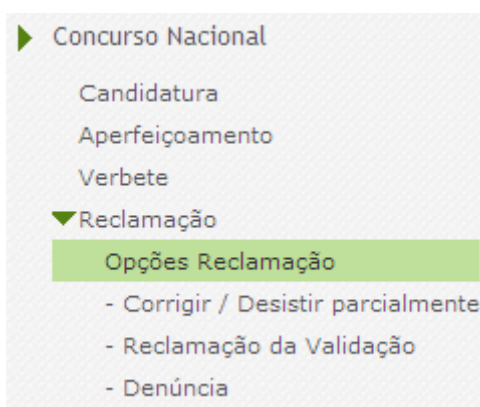 Concurso Nacional
Candidatura
Aperfeiçoamento
Verbete
Reclamação
Opções Reclamação
- Corrigir / Desistir parcialmente
- Reclamação da Validação
- Denúncia